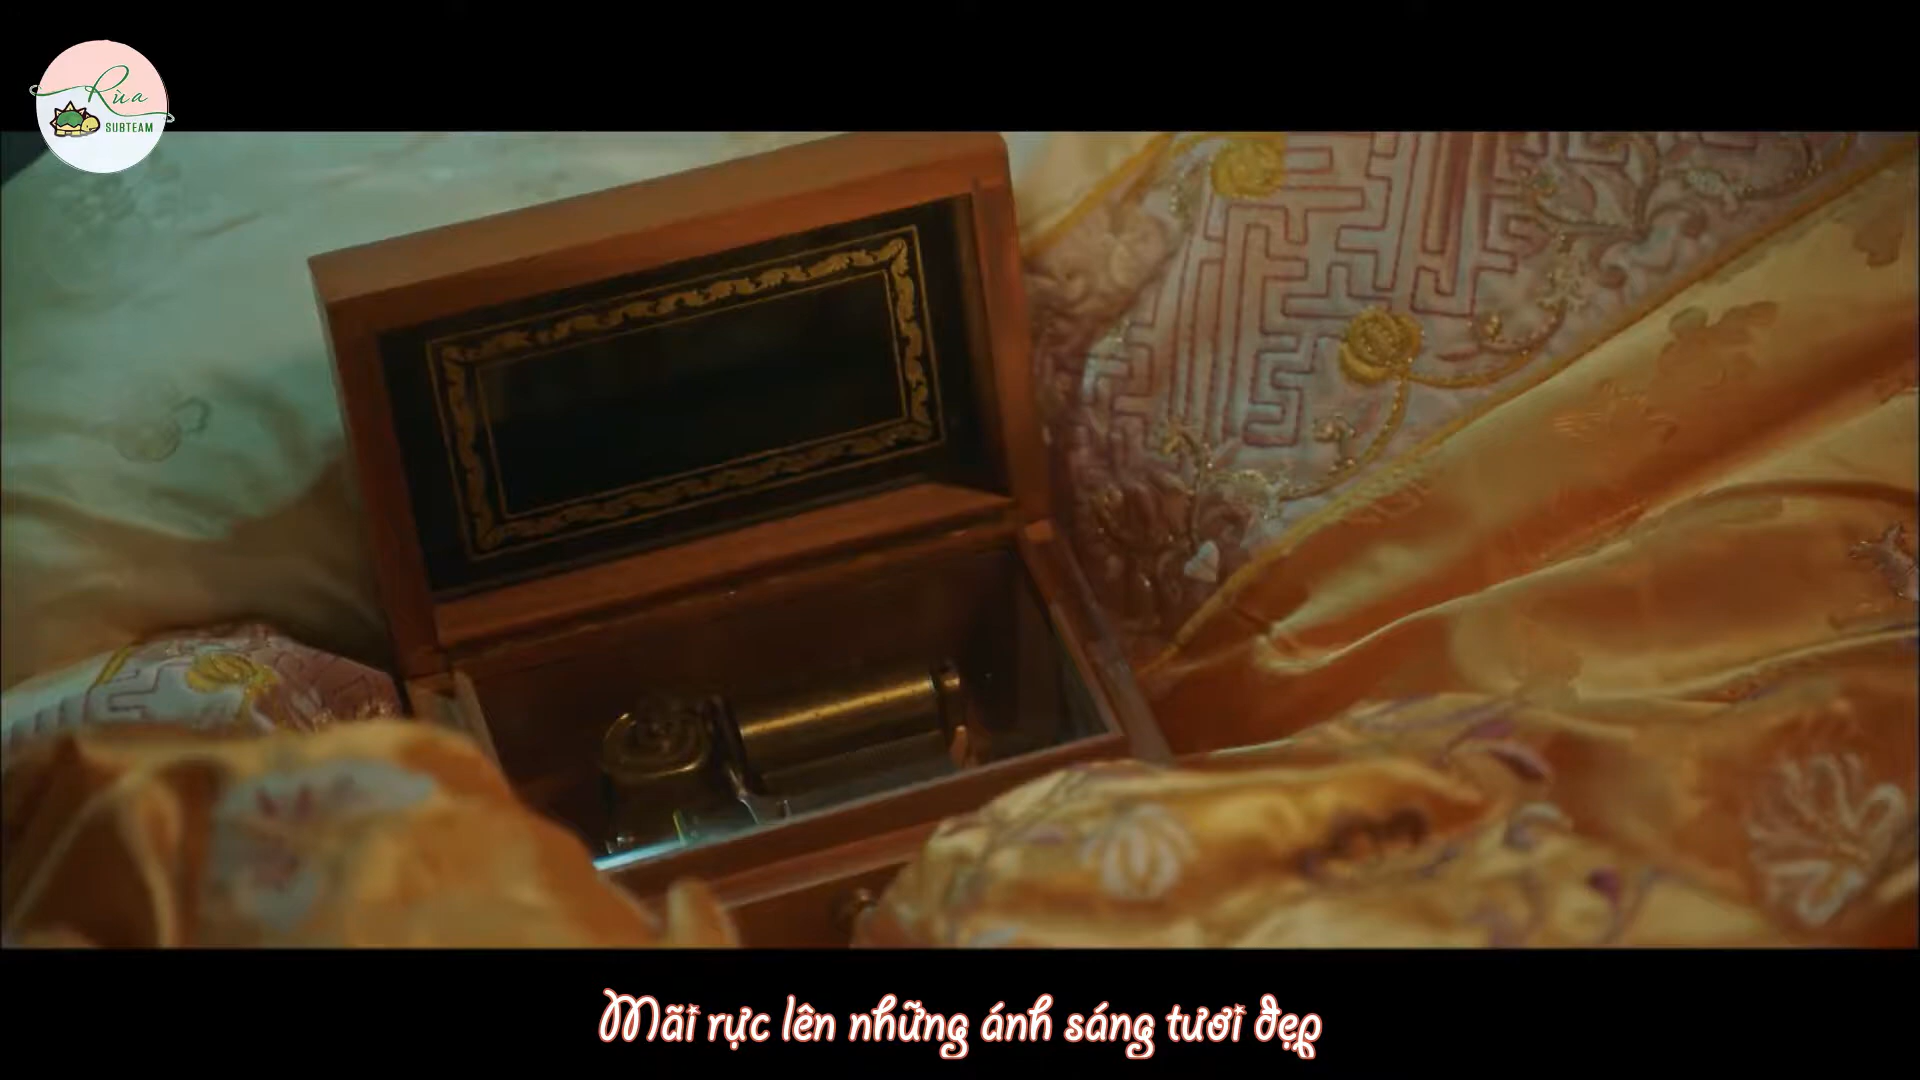 Rùa
SUBTEAM
Mãi rực lên những ánh sáng tươi đẹp